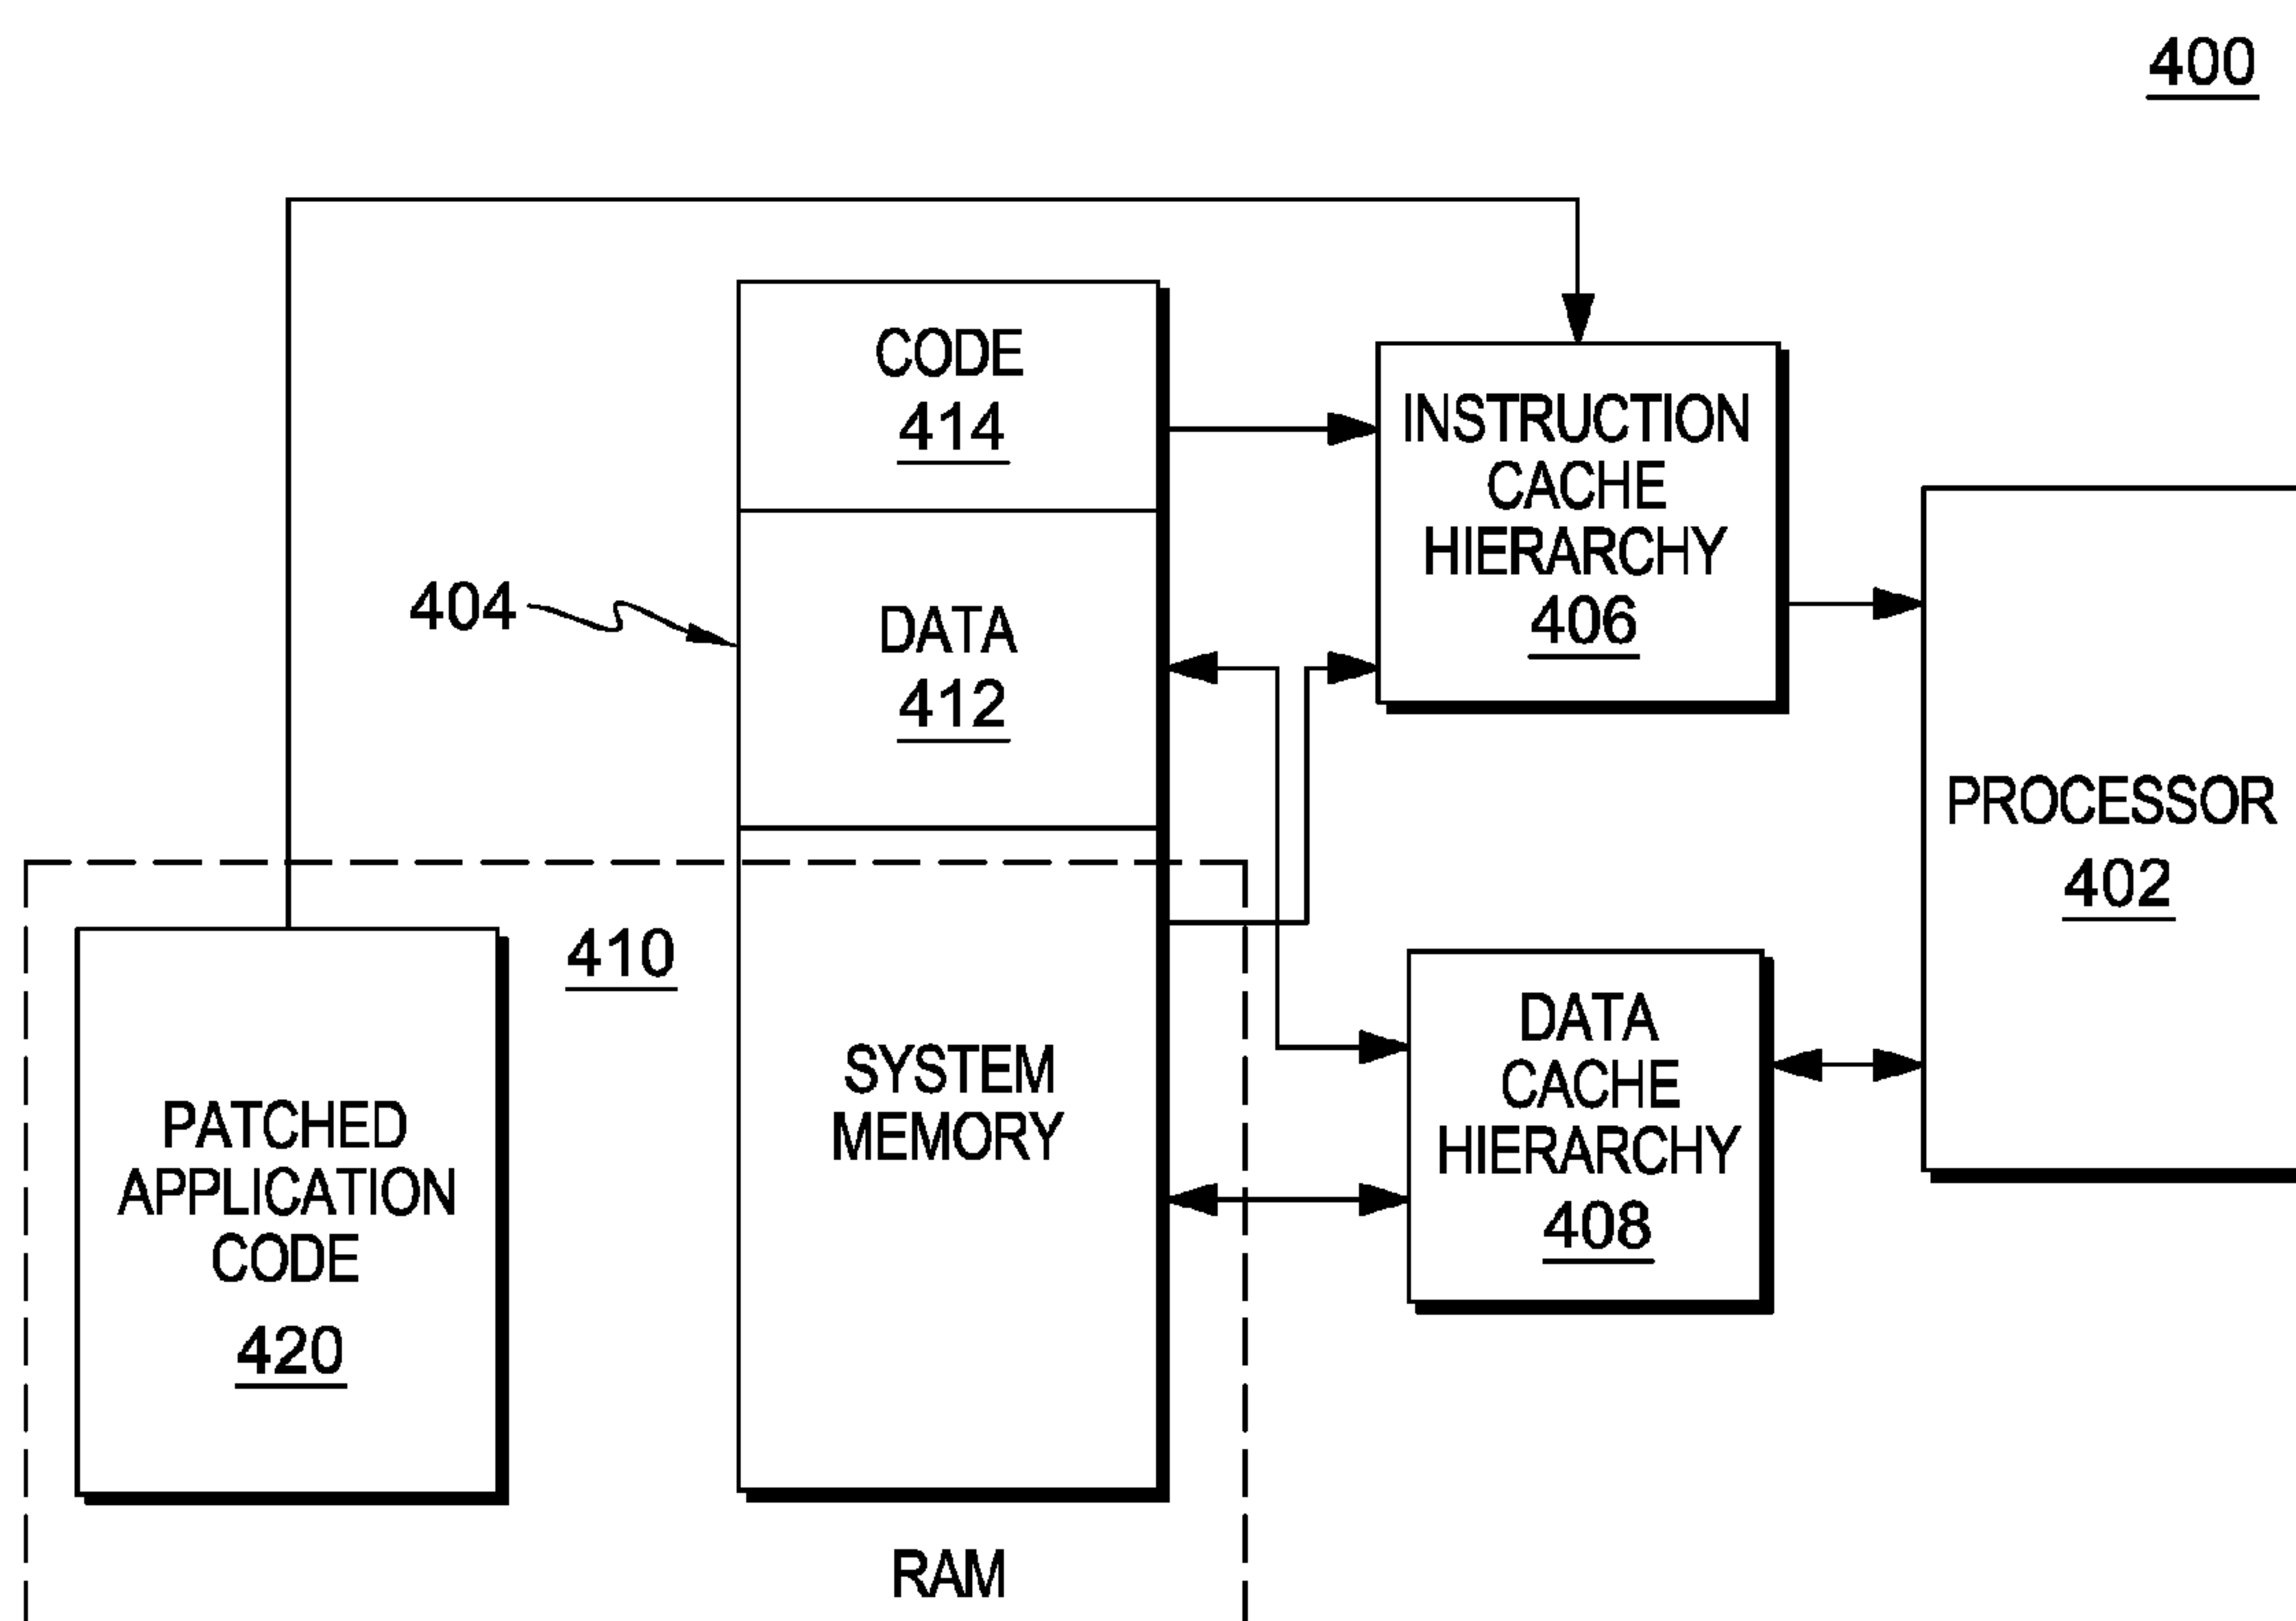 400
CODE
414
INSTRUCTION
CACHE
HIERARCHY
406
404
DATA
412
PROCESSOR
402
410
SYSTEM
MEMORY
DATA
CACHE
HIERARCHY
408
PATCHED
APPLICATION
CODE
420
RAM